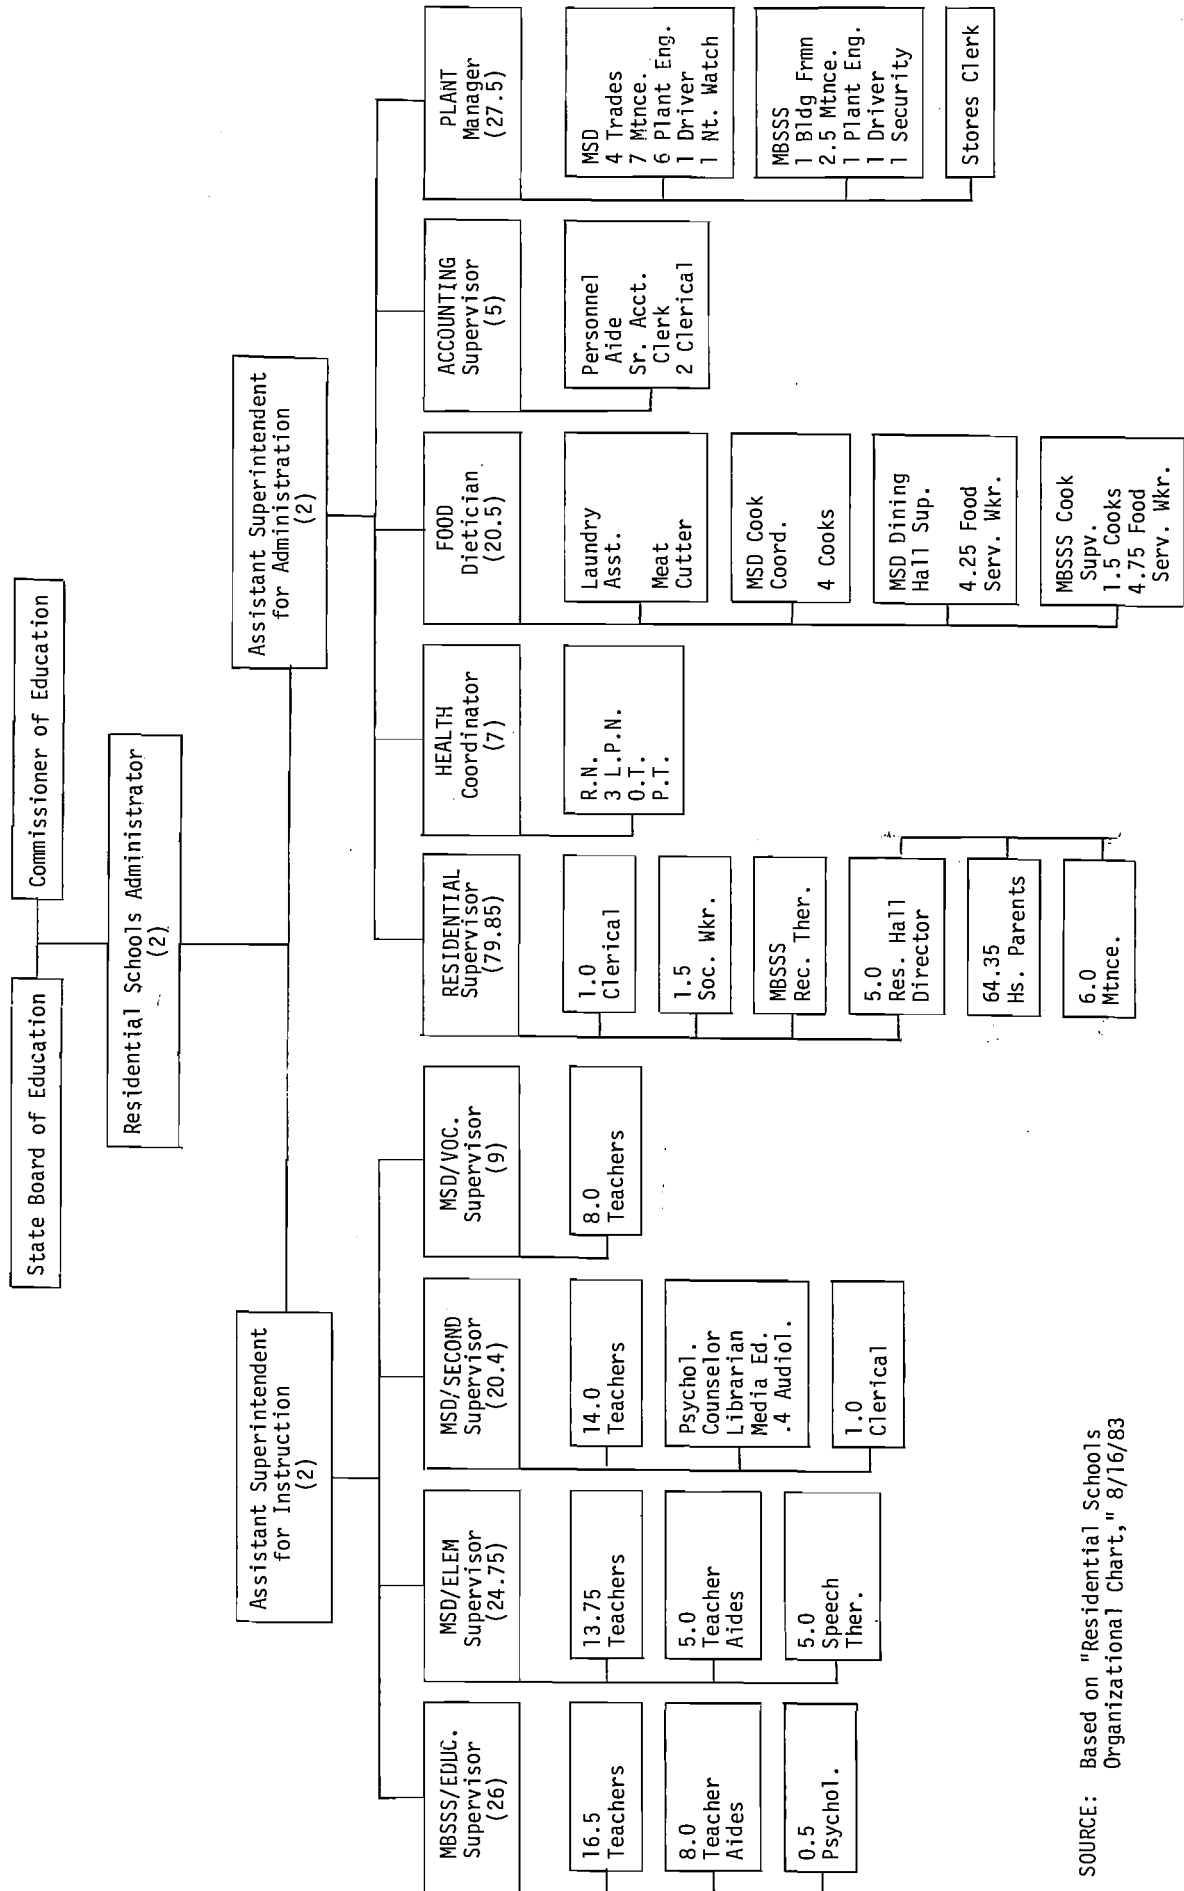 State Board of Education
Commissioner of Education
Residential Schools Administrator
(2)
Assistant Superintendent
for Instruction
(2)
Assistant Superintendent
for Administration
(2)
MBSSS/EDUC.
Supervisor
(26)
16.5
Teachers
8.0
Teacher
Aides
0.5
Psychol.
MSD/ELEM
Supervisor
(24.75)
13.75
Teachers
5.0
Teacher
Aides
5.0
Speech
Ther.
MSD/SECOND
Supervisor
(20.4)
14.0
Teachers
Psychol.
Counselor
Librarian
Media Ed.
.4 Audiol.
1.0
Clerical
MSD/VOC.
Supervisor
(9)
8.0
Teachers
RESIDENTIAL
Supervisor
(79.85)
1.0
Clerical
1.5
Soc. Wkr.
MBSSS
Rec. Ther.
5.0
Res. Hall
Director
64.35
Hs. Parents
6.0
Mtnce.
HEALTH
Coordinator
(7)
R.N.
3 L.P.N.
O.T.
P.T.
FOOD
Dietician
(20.5)
Laundry
Asst.
Meat
Cutter
MSD Cook
Coord.
4 Cooks
MSD Dining
Hall Sup.
4.25 Food
Serv. Wkr.
MBSSS Cook
Supv.
1.5 Cooks
4.75 Food
Serv. Wkr.
ACCOUNTING
Supervisor
(5)
Personnel
Aide
Sr. Acct.
Clerk
2 Clerical
PLANT
Manager
(27.5)
MSD
4 Trades
7 Mtnce.
6 Plant Eng.
1 Driver
1 Nt. Watch
MBSSS
1 Bldg Frmn
2.5 Mtnce.
1 Plant Eng.
1 Driver
1 Security
Stores Clerk
SOURCE: Based on "Residential Schools
Organizational Chart," 8/16/83